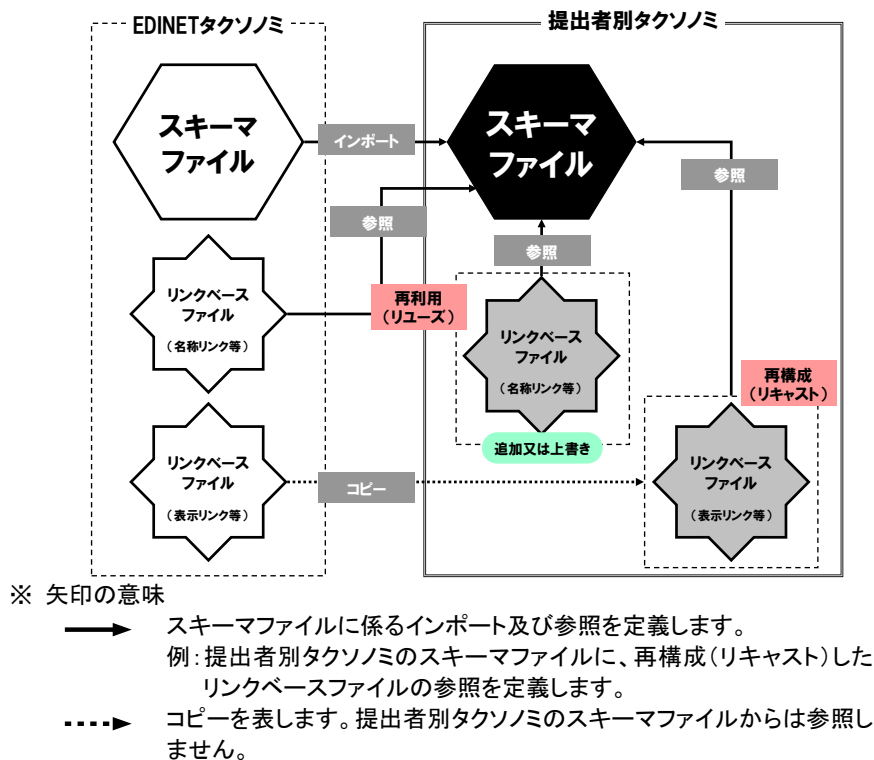 EDINETタクソノミ
提出者別タクソノミ
スキーマ
ファイル
インポート
スキーマ
ファイル
参照
参照
参照
リンクベース
ファイル
（名称リンク等）
再利用
（リユーズ）
リンクベース
ファイル
（名称リンク等）
追加又は上書き
再構成
（リキャスト）
リンクベース
ファイル
（表示リンク等）
コピー
リンクベース
ファイル
（表示リンク等）
※ 矢印の意味
スキーマファイルに係るインポート及び参照を定義します。
例：提出者別タクソノミのスキーマファイルに、再構成（リキャスト）した
リンクベースファイルの参照を定義します。
コピーを表します。提出者別タクソノミのスキーマファイルからは参照し
ません。